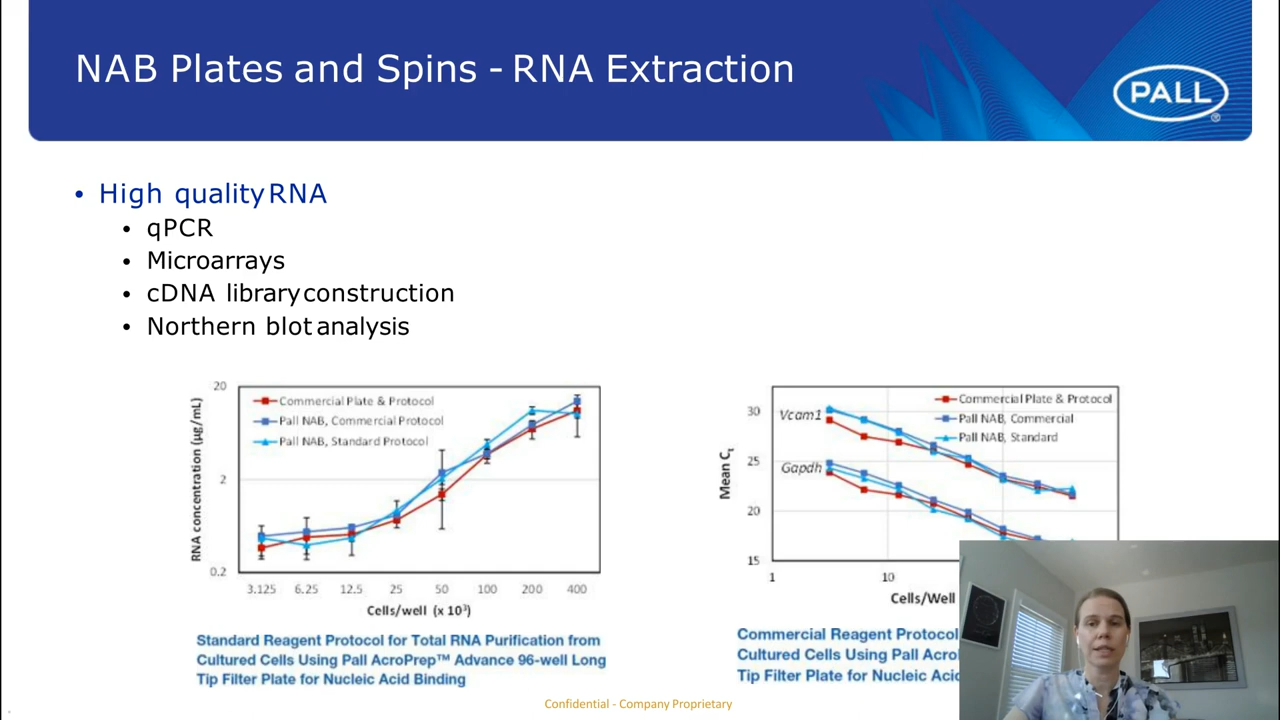 NAB Plates and Spins - RNA Extraction
PALL
®
• High quality RNA
• qPCR
• Microarrays
• cDNA library construction
• Northern blot analysis
20
2
0.2
RNA concentration (µg/mL)
Commercial Plate & Protocol
Pall NAB, Commercial Protocol
Pall NAB, Standard Protocol
3.125 6.25 12.5 25 50 100 200 400
Cells/well (x 10³)
Standard Reagent Protocol for Total RNA Purification from
Cultured Cells Using Pall AcroPrep™ Advance 96-well Long
Tip Filter Plate for Nucleic Acid Binding
30
25
20
15
Mean Ct
Vcam1
Gapdh
Commercial Plate & Protocol
Pall NAB, Commercial
Pall NAB, Standard
1 10
Cells/Well
Commercial Reagent Protocol
Cultured Cells Using Pall
Tip Filter Plate for Nucleic
Confidential - Company Proprietary